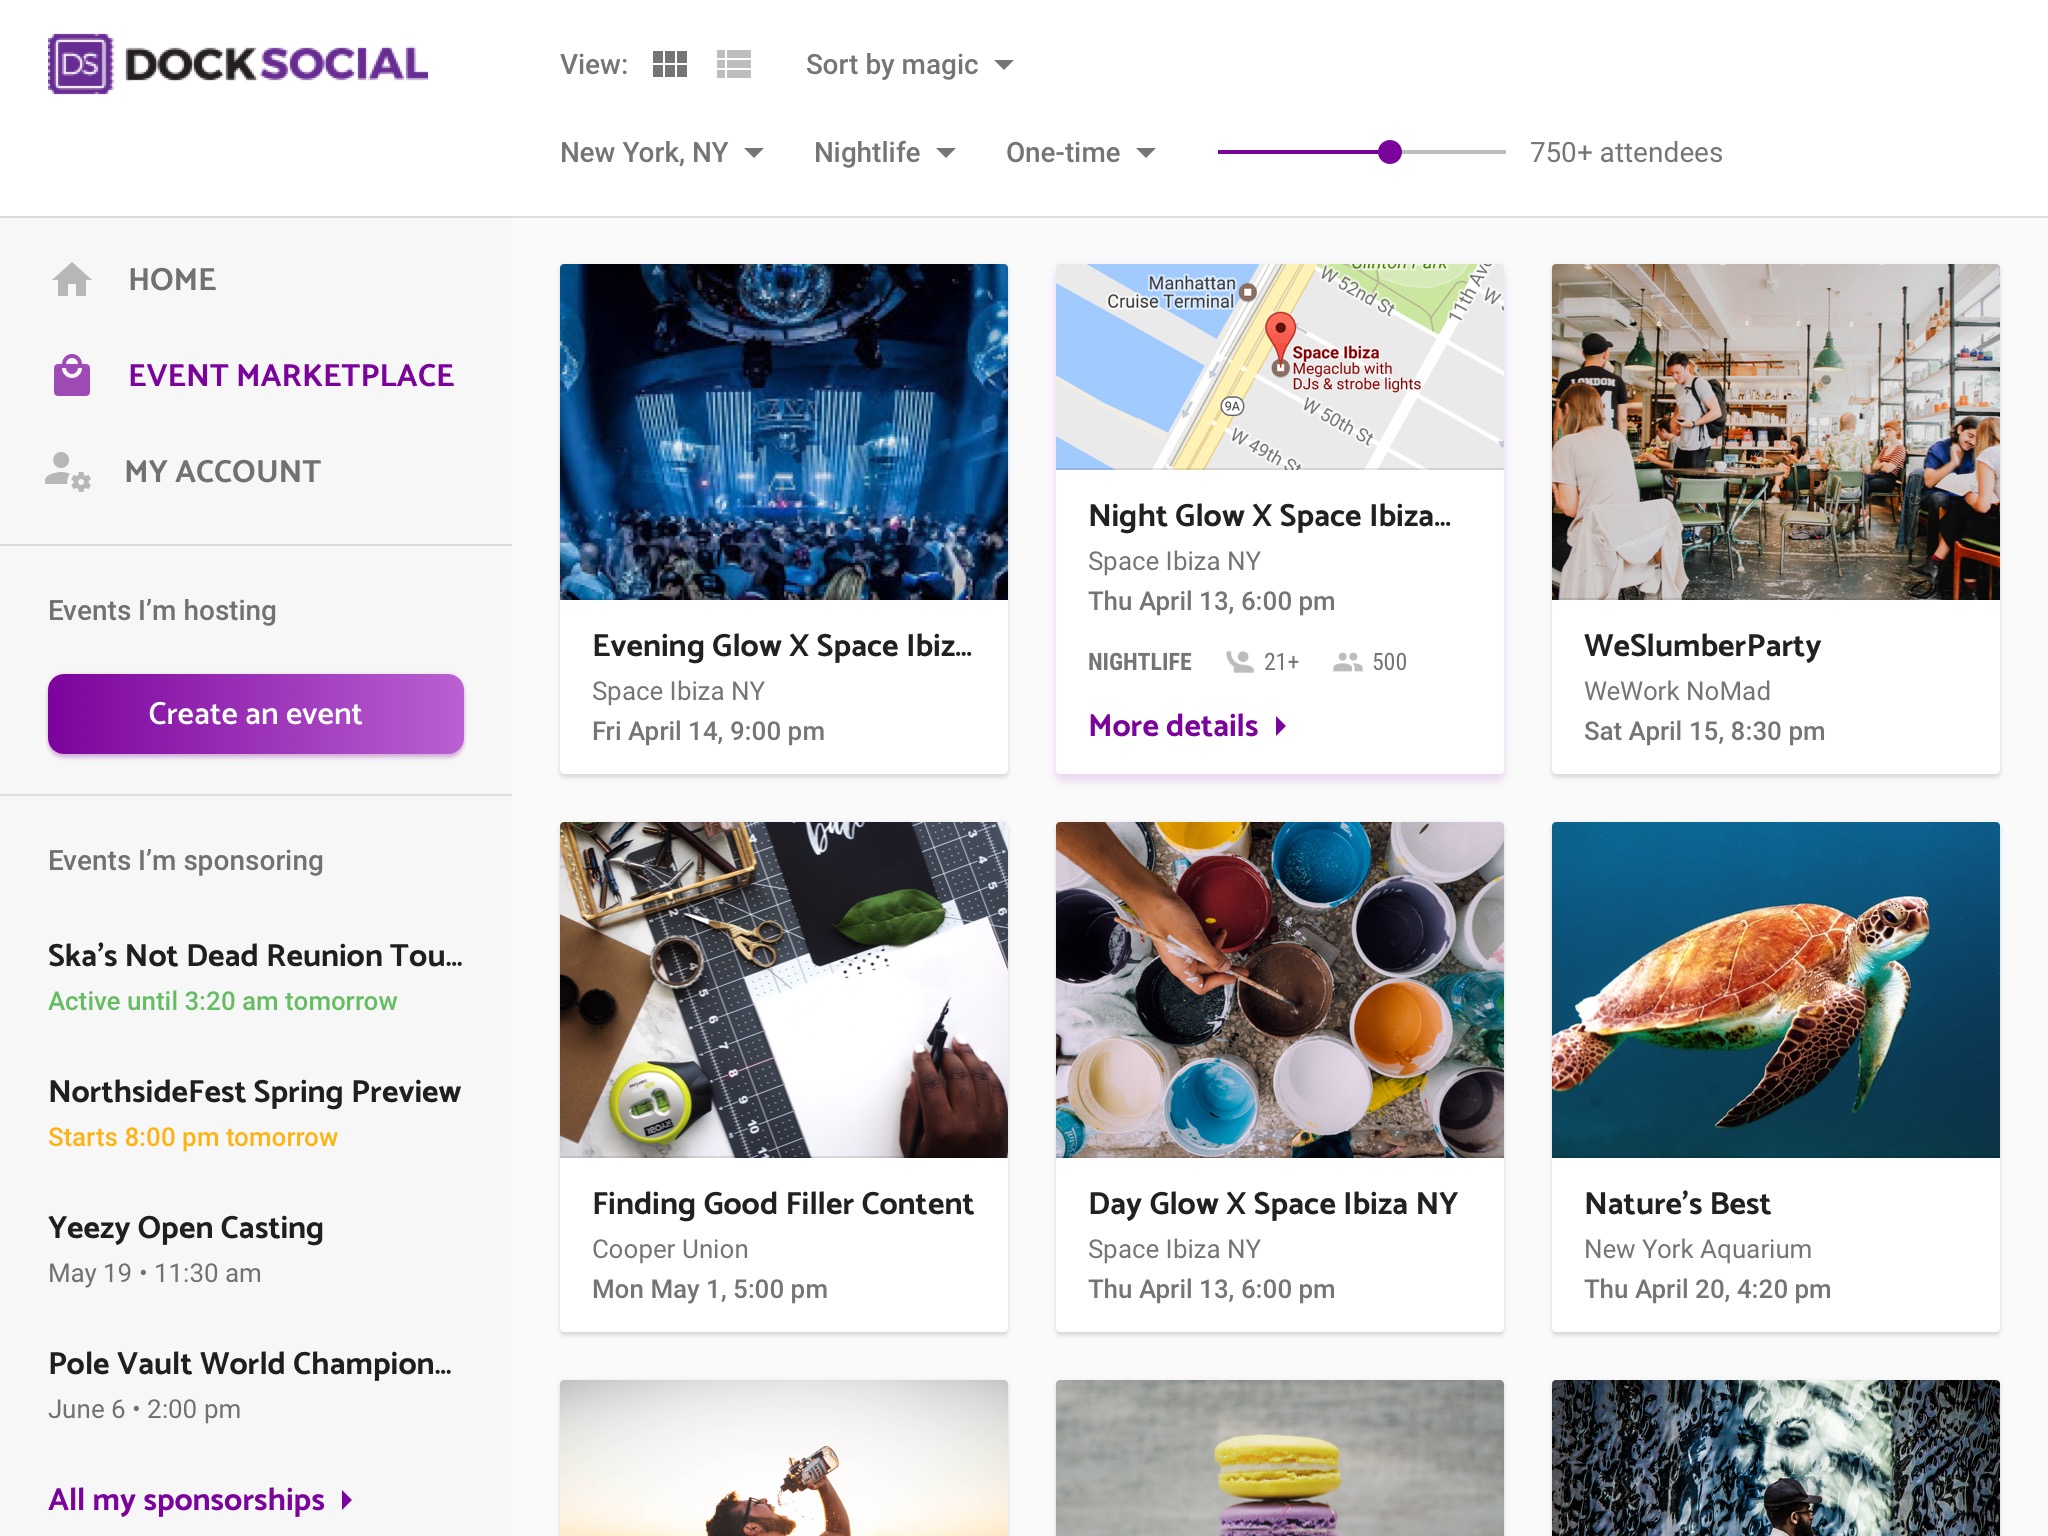 DS DOCKSOCIAL
View:
Sort by magic
New York, NY
Nightlife
One-time
750+ attendees
HOME
EVENT MARKETPLACE
MY ACCOUNT
Events I’m hosting
Create an event
Events I’m sponsoring
Ska’s Not Dead Reunion Tou...
Active until 3:20 am tomorrow
NorthsideFest Spring Preview
Starts 8:00 pm tomorrow
Yeezy Open Casting
May 19 • 11:30 am
Pole Vault World Champion...
June 6 • 2:00 pm
All my sponsorships
Evening Glow X Space Ibiz...
Space Ibiza NY
Fri April 14, 9:00 pm
Clinton Park
Manhattan
Cruise Terminal
W 52nd St
11th Av
Space Ibiza
Megaclub with
DJs & strobe lights
9A
W 50th St
W 49th St
Night Glow X Space Ibiza...
Space Ibiza NY
Thu April 13, 6:00 pm
NIGHTLIFE
21+
500
More details
LONDON
WeSlumberParty
WeWork NoMad
Sat April 15, 8:30 pm
RYOBI
Finding Good Filler Content
Cooper Union
Mon May 1, 5:00 pm
Day Glow X Space Ibiza NY
Space Ibiza NY
Thu April 13, 6:00 pm
Nature’s Best
New York Aquarium
Thu April 20, 4:20 pm